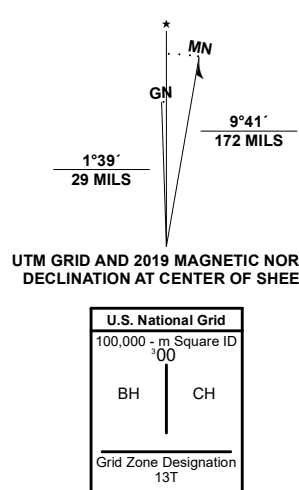 ★
MN
GN
9°41´
172 MILS
1°39´
29 MILS
UTM GRID AND 2019 MAGNETIC NOR
DECLINATION AT CENTER OF SHEE
U.S. National Grid
100,000 - m Square ID
³00
BH CH
Grid Zone Designation
13T